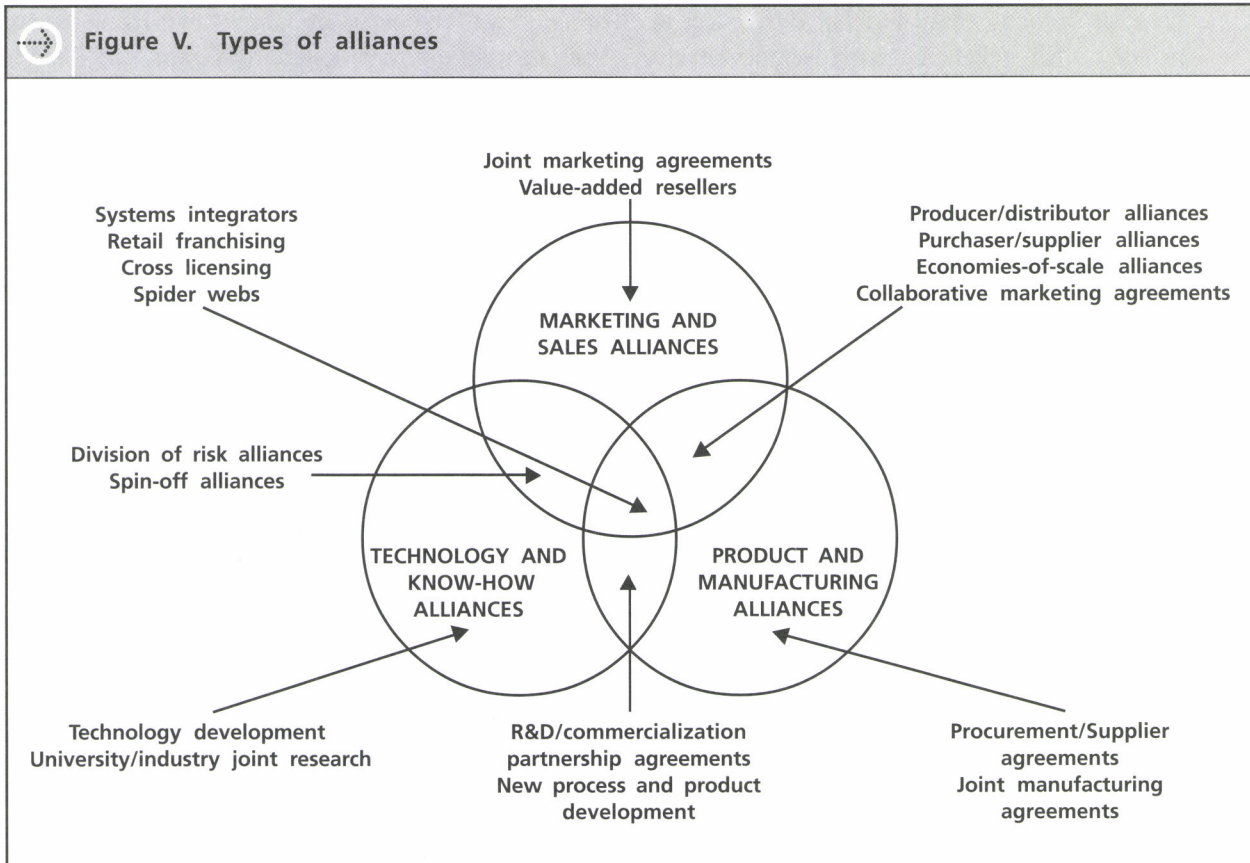 Figure V. Types of alliances
Joint marketing agreements
Value-added resellers
Systems integrators
Retail franchising
Cross licensing
Spider webs
Producer/distributor alliances
Purchaser/supplier alliances
Economies-of-scale alliances
Collaborative marketing agreements
MARKETING AND
SALES ALLIANCES
Division of risk alliances
Spin-off alliances
TECHNOLOGY AND
KNOW-HOW
ALLIANCES
PRODUCT AND
MANUFACTURING
ALLIANCES
Technology development
University/industry joint research
R&D/commercialization
partnership agreements
New process and product
development
Procurement/Supplier
agreements
Joint manufacturing
agreements